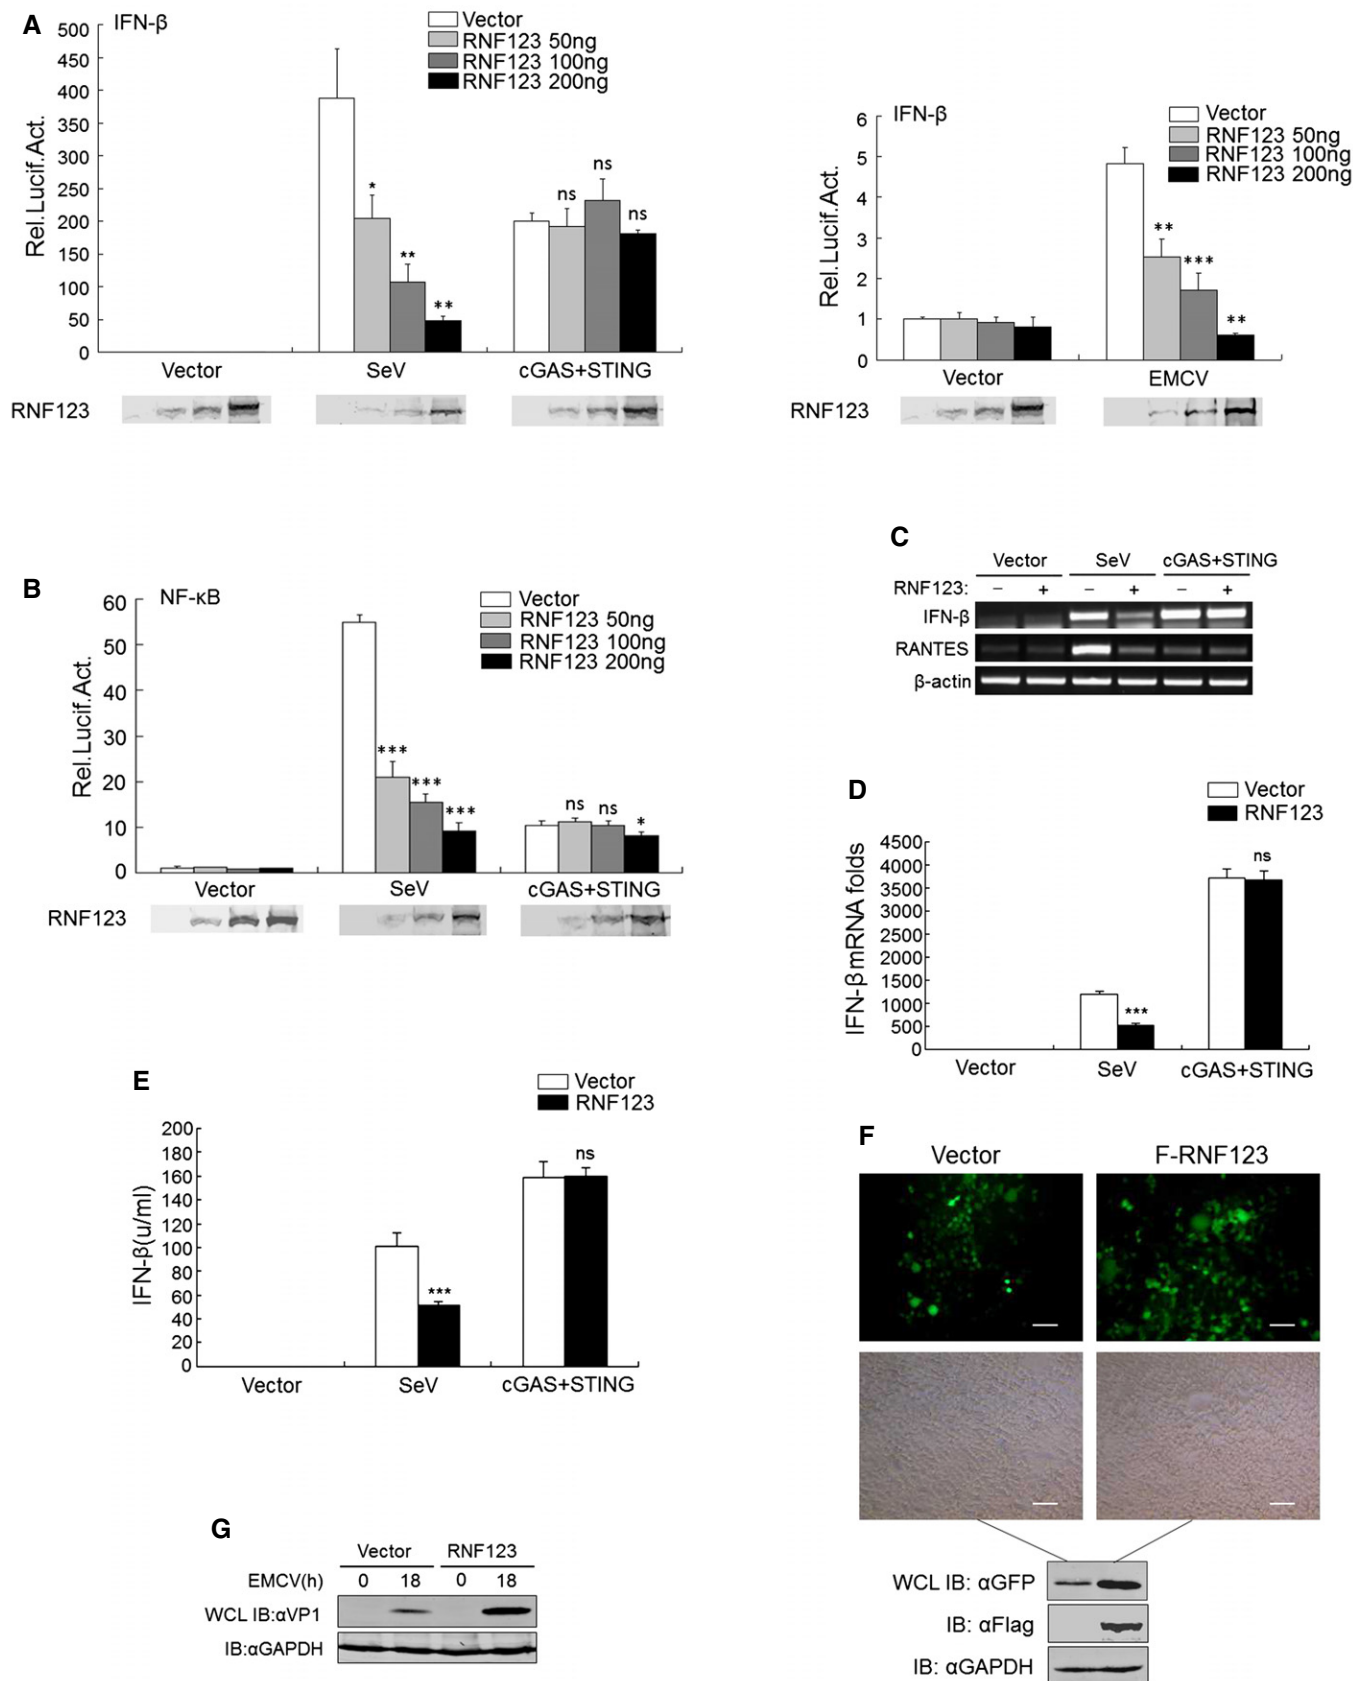 A
IFN-β
Vector
RNF123 50ng
RNF123 100ng
RNF123 200ng
Rel.Lucif.Act.
500
450
400
350
300
250
200
150
100
50
0
*
**
**
ns
ns
ns
Vector
SeV
cGAS+STING
RNF123
IFN-β
Vector
RNF123 50ng
RNF123 100ng
RNF123 200ng
Rel.Lucif.Act.
6
5
4
3
2
1
0
**
***
**
Vector
EMCV
RNF123
B
NF-κB
Vector
RNF123 50ng
RNF123 100ng
RNF123 200ng
Rel.Lucif.Act.
60
50
40
30
20
10
0
***
***
***
ns
ns
*
Vector
SeV
cGAS+STING
RNF123
C
Vector SeV cGAS+STING
RNF123: – + – + – +
IFN-β
RANTES
β-actin
D
Vector
RNF123
IFN-β mRNA folds
4500
4000
3500
3000
2500
2000
1500
1000
500
0
***
ns
Vector
SeV
cGAS+STING
E
Vector
RNF123
IFN-β(u/ml)
200
180
160
140
120
100
80
60
40
20
0
***
ns
Vector
SeV
cGAS+STING
F
Vector
F-RNF123
WCL IB: αGFP
IB: αFlag
IB: αGAPDH
G
Vector RNF123
EMCV(h) 0 18 0 18
WCL IB:αVP1
IB:αGAPDH